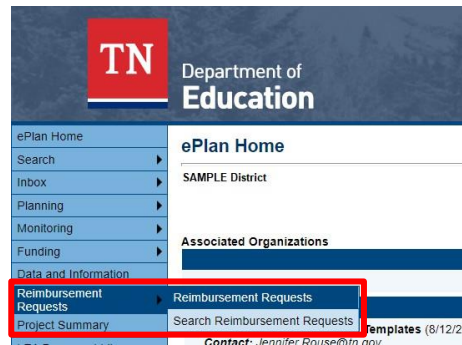 TN
Department of
Education
ePlan Home
Search
Inbox
Planning
Monitoring
Funding
Data and Information
Reimbursement
Requests
Project Summary
ePlan Home
SAMPLE District
Associated Organizations
Reimbursement Requests
Search Reimbursement Requests
Templates (8/12/2
Contact: Jennifer.Rouse@tn.gov